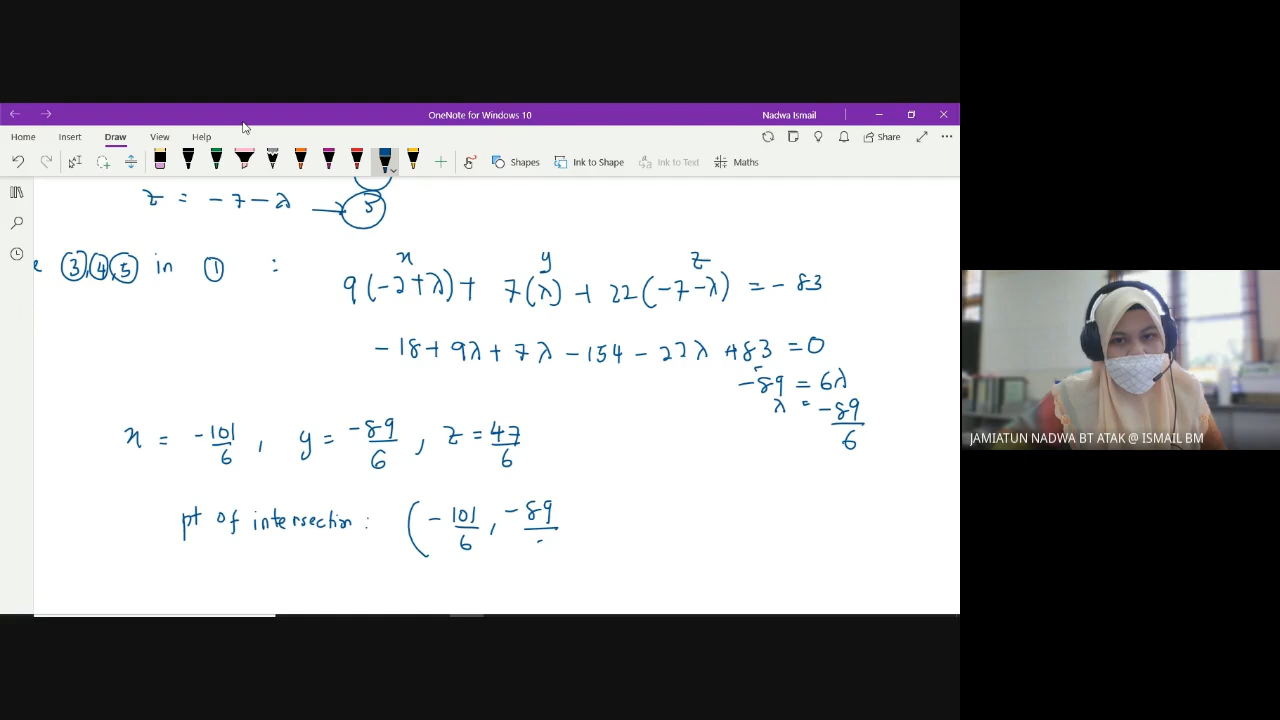 OneNote for Windows 10
Nadwa Ismail
Home Insert Draw View Help
Share
Shapes Ink to Shape Ink to Text Maths
z = -7 - λ → 5
3, 4, 5 in 1 :
x y z
9(-2+λ) + 7(λ) + 22(-7-λ) = -83
-18 + 9λ + 7λ - 154 - 22λ + 83 = 0
-89 = 6λ
λ = -89/6
x = -101/6 , y = -89/6 , z = 47/6
pt of intersection : ( -101/6 , -89
JAMIATUN NADWA BT ATAK @ ISMAIL BM